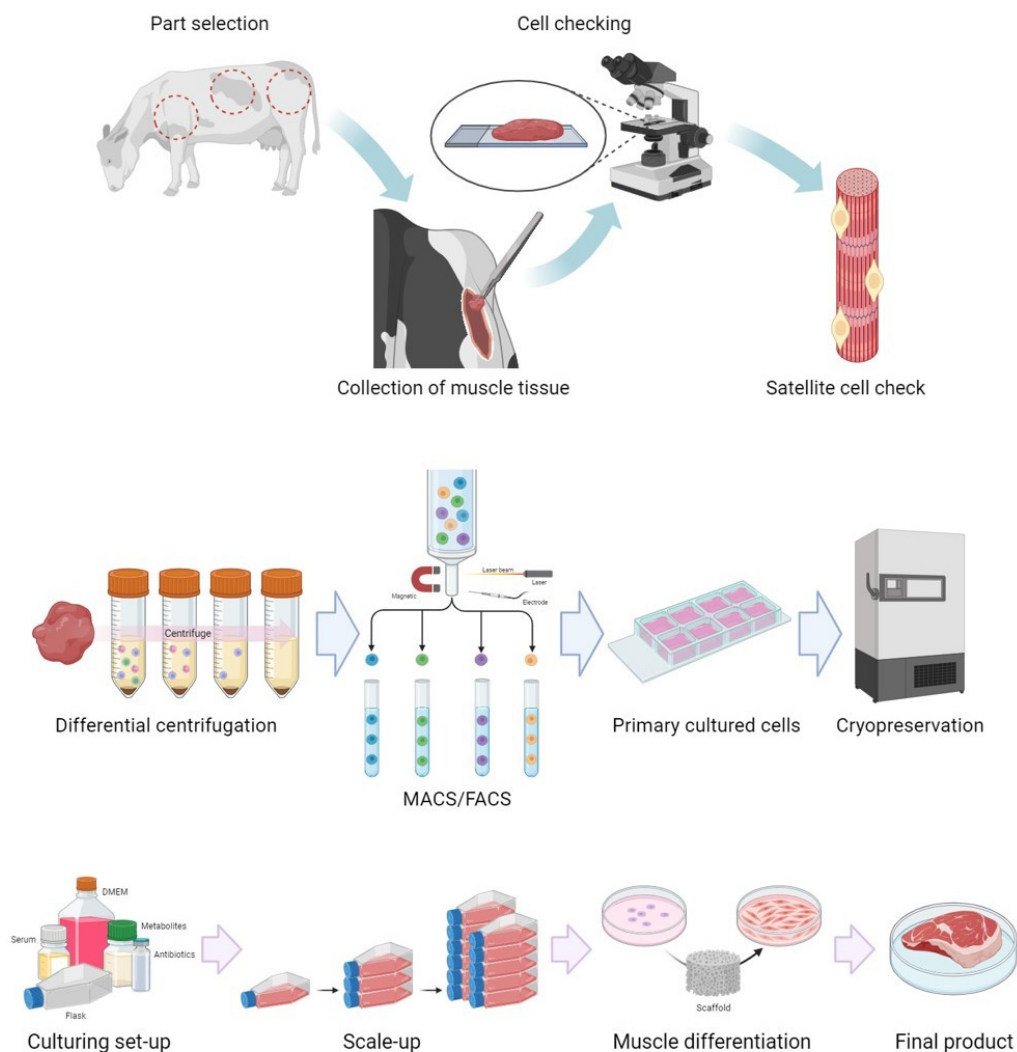 Part selection
Cell checking
Collection of muscle tissue
Satellite cell check
Centrifuge
Differential centrifugation
Magnetic
Laser beam
Laser
Electrode
MACS/FACS
Primary cultured cells
Cryopreservation
DMEM
Serum
Metabolites
Antibiotics
Flask
Culturing set-up
Scale-up
Scaffold
Muscle differentiation
Final product